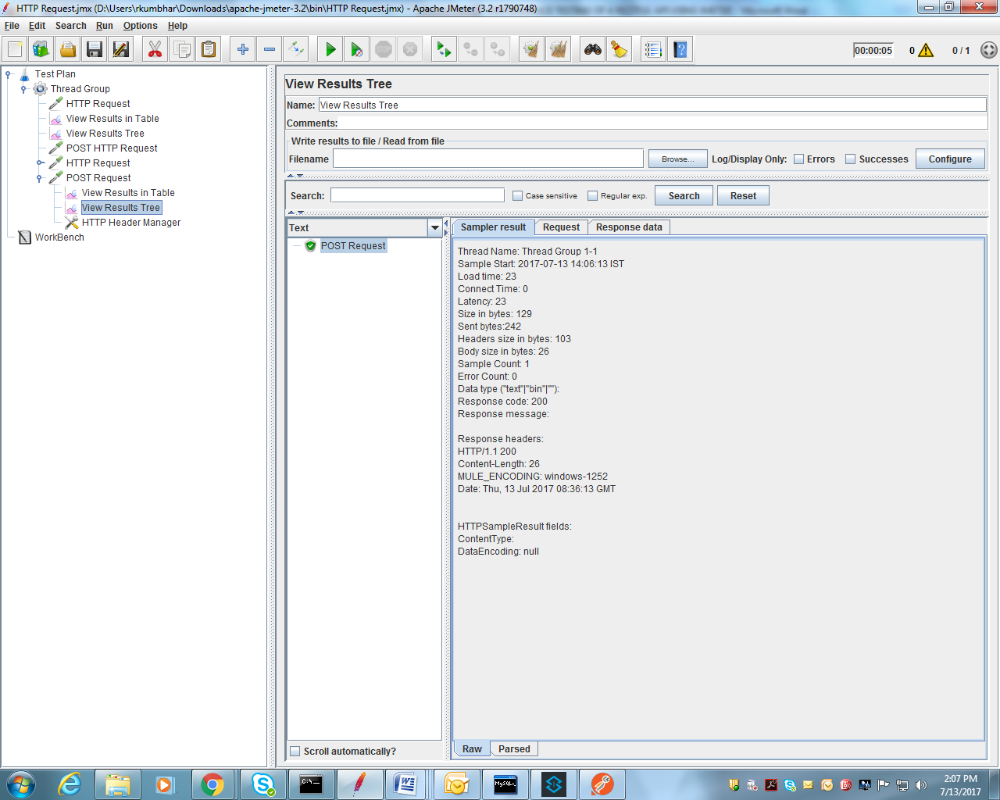 HTTP Request.jmx (D:\Users\rkumbhar\Downloads\apache-jmeter-3.2\bin\HTTP Request.jmx) - Apache JMeter (3.2 r1790748)
File Edit Search Run Options Help
00:00:05 0 0 / 1
Test Plan
Thread Group
HTTP Request
View Results in Table
View Results Tree
POST HTTP Request
HTTP Request
POST Request
View Results in Table
View Results Tree
HTTP Header Manager
WorkBench
View Results Tree
Name: View Results Tree
Comments:
Write results to file / Read from file
Filename Browse... Log/Display Only: Errors Successes Configure
Search: Case sensitive Regular exp. Search Reset
Text
POST Request
Scroll automatically?
Sampler result Request Response data
Thread Name: Thread Group 1-1
Sample Start: 2017-07-13 14:06:13 IST
Load time: 23
Connect Time: 0
Latency: 23
Size in bytes: 129
Sent bytes:242
Headers size in bytes: 103
Body size in bytes: 26
Sample Count: 1
Error Count: 0
Data type ("text"|"bin"|""):
Response code: 200
Response message:
Response headers:
HTTP/1.1 200
Content-Length: 26
MULE_ENCODING: windows-1252
Date: Thu, 13 Jul 2017 08:36:13 GMT
HTTPSampleResult fields:
ContentType:
DataEncoding: null
Raw Parsed
2:07 PM
7/13/2017